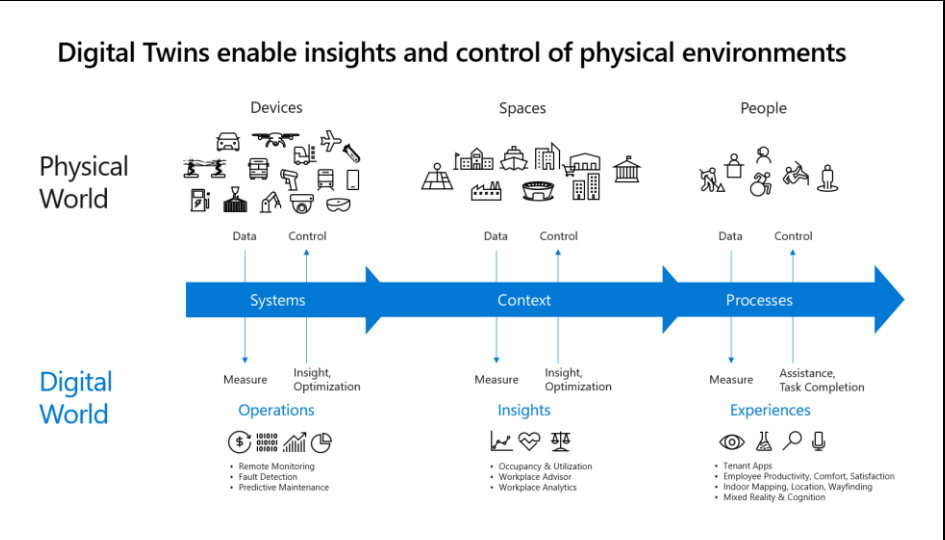 Digital Twins enable insights and control of physical environments
Devices
Spaces
People
Physical
World
Data
Control
Data
Control
Data
Control
Systems
Context
Processes
Digital
World
Measure
Insight,
Optimization
Measure
Insight,
Optimization
Measure
Assistance,
Task Completion
Operations
Insights
Experiences
$
IOIOIO
OIOIOI
IOIOIO
• Remote Monitoring
• Fault Detection
• Predictive Maintenance
• Occupancy & Utilization
• Workplace Advisor
• Workplace Analytics
• Tenant Apps
• Employee Productivity, Comfort, Satisfaction
• Indoor Mapping, Location, Wayfinding
• Mixed Reality & Cognition